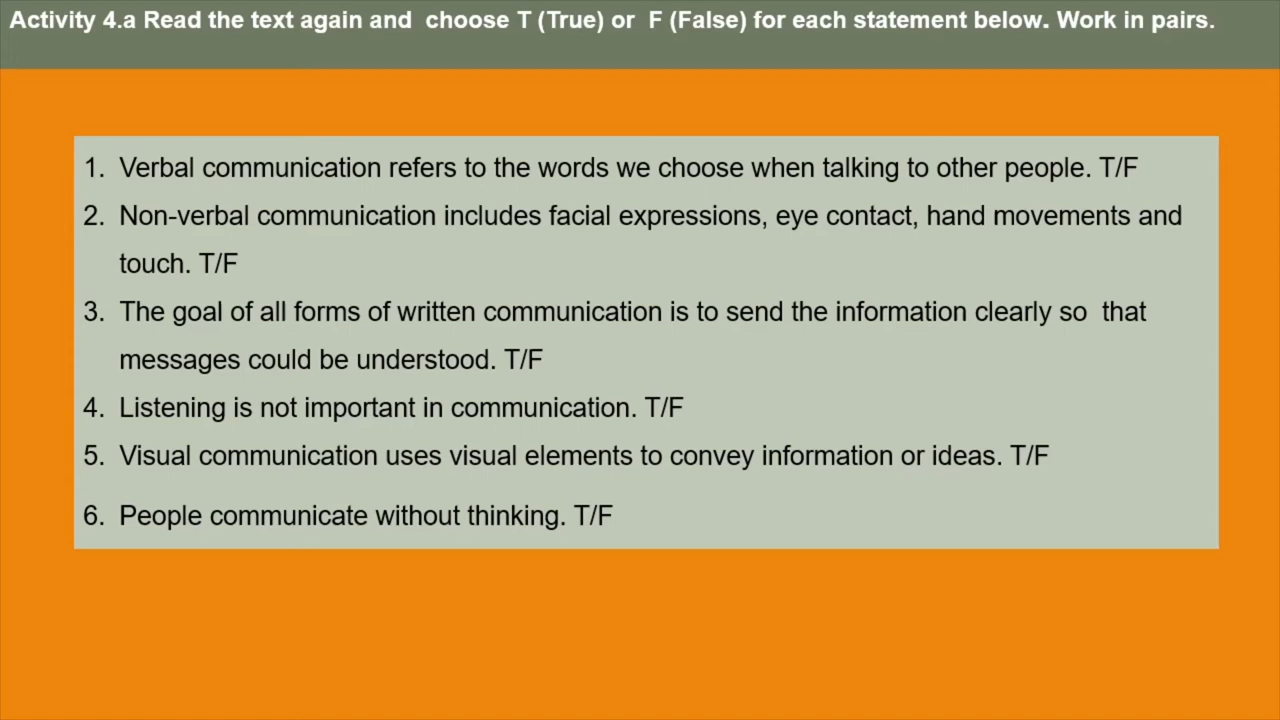 Activity 4.a Read the text again and  choose T (True) or  F (False) for each statement below. Work in pairs.
1. Verbal communication refers to the words we choose when talking to other people. T/F
2. Non-verbal communication includes facial expressions, eye contact, hand movements and
touch. T/F
3. The goal of all forms of written communication is to send the information clearly so  that
messages could be understood. T/F
4. Listening is not important in communication. T/F
5. Visual communication uses visual elements to convey information or ideas. T/F
6. People communicate without thinking. T/F